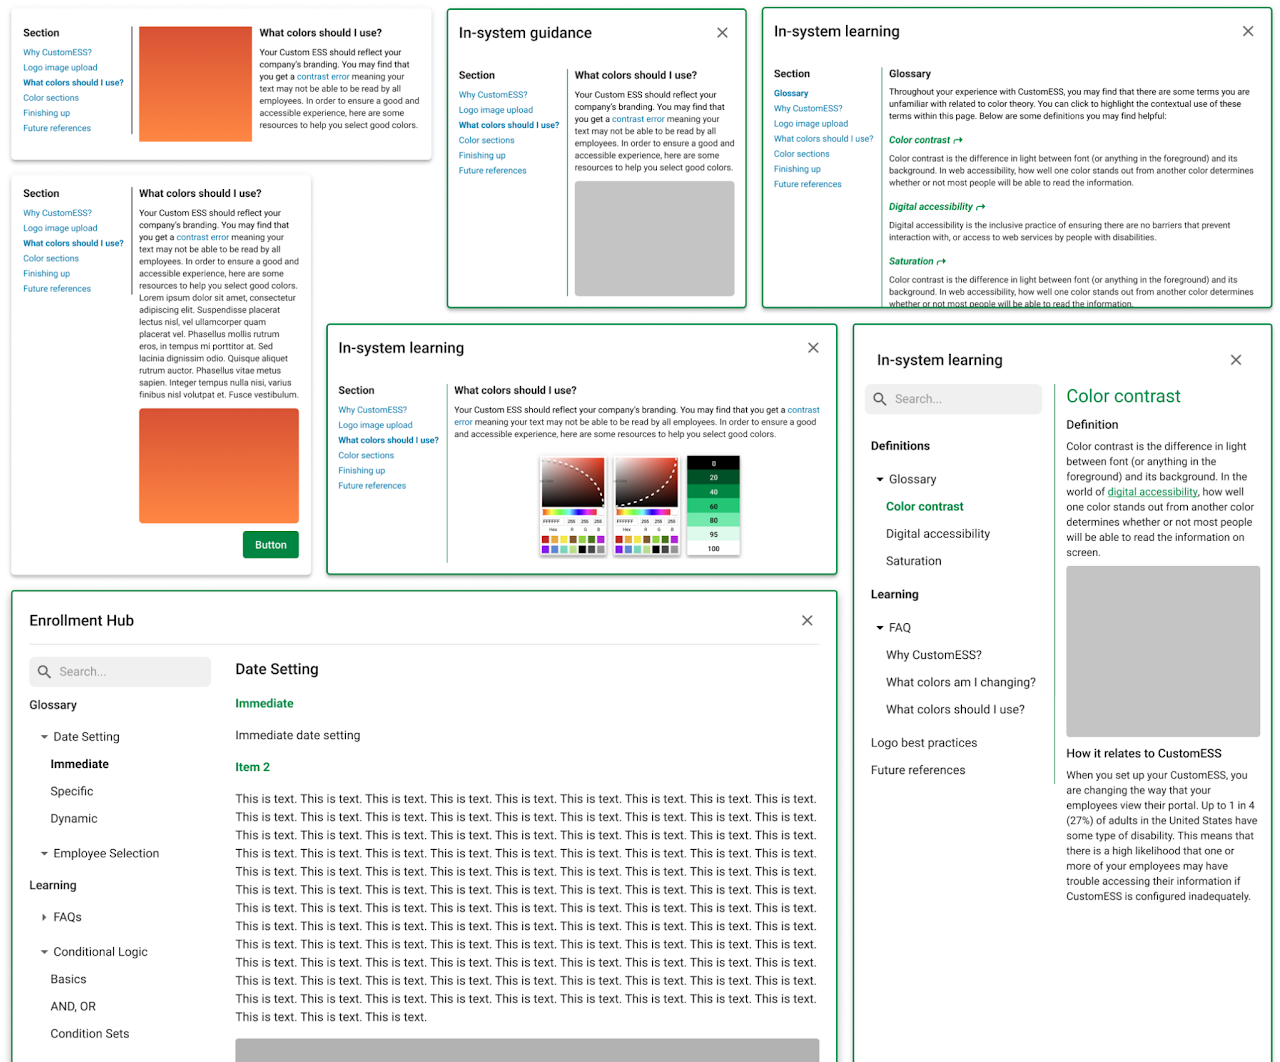 Section
Why CustomESS?
Logo image upload
What colors should I use?
Color sections
Finishing up
Future references
What colors should I use?
Your Custom ESS should reflect your
company's branding. You may find that
you get a contrast error meaning your
text may not be able to be read by all
employees. In order to ensure a good and
accessible experience, here are some
resources to help you select good colors.
In-system guidance
Section
Why CustomESS?
Logo image upload
What colors should I use?
Color sections
Finishing up
Future references
What colors should I use?
Your Custom ESS should reflect your
company's branding. You may find that
you get a contrast error meaning your
text may not be able to be read by all
employees. In order to ensure a good and
accessible experience, here are some
resources to help you select good colors.
In-system learning
Section
Glossary
Why CustomESS?
Logo image upload
What colors should I use?
Color sections
Finishing up
Future references
Glossary
Throughout your experience with CustomESS, you may find that there are some terms you are
unfamiliar with related to color theory. You can click to highlight the contextual use of these
terms within this page. Below are some definitions you may find helpful:
Color contrast
Color contrast is the difference in light between font (or anything in the foreground) and its
background. In web accessibility, how well one color stands out from another color determines
whether or not most people will be able to read the information.
Digital accessibility
Digital accessibility is the inclusive practice of ensuring there are no barriers that prevent
interaction with, or access to web services by people with disabilities.
Saturation
Color contrast is the difference in light between font (or anything in the foreground) and its
background. In web accessibility, how well one color stands out from another color determines
whether or not most people will be able to read the information.
Section
Why CustomESS?
Logo image upload
What colors should I use?
Color sections
Finishing up
Future references
What colors should I use?
Your Custom ESS should reflect your
company's branding. You may find that
you get a contrast error meaning your
text may not be able to be read by all
employees. In order to ensure a good and
accessible experience, here are some
resources to help you select good colors.
Lorem ipsum dolor sit amet, consectetur
adipiscing elit. Suspendisse placerat
lectus nisl, vel ullamcorper quam
placerat vel. Phasellus mollis rutrum
eros, in tempus mi porttitor at. Sed
lacinia dignissim odio. Quisque aliquet
rutrum auctor. Phasellus vitae metus
sapien. Integer tempus nulla nisi, varius
finibus nisl volutpat et. Fusce vestibulum.
Button
In-system learning
Section
Why CustomESS?
Logo image upload
What colors should I use?
Color sections
Finishing up
Future references
What colors should I use?
Your Custom ESS should reflect your company's branding. You may find that you get a contrast
error meaning your text may not be able to be read by all employees. In order to ensure a good
and accessible experience, here are some resources to help you select good colors.
FFFFFF 255 255 255
Hex R G B
FFFFFF 255 255 255
Hex R G B
0
20
40
60
80
95
100
In-system learning
Search...
Definitions
Glossary
Color contrast
Digital accessibility
Saturation
Learning
FAQ
Why CustomESS?
What colors am I changing?
What colors should I use?
Logo best practices
Future references
Color contrast
Definition
Color contrast is the difference in light
between font (or anything in the
foreground) and its background. In the
world of digital accessibility, how well
one color stands out from another color
determines whether or not most people
will be able to read the information on
screen.
How it relates to CustomESS
When you set up your CustomESS, you
are changing the way that your
employees view their portal. Up to 1 in 4
(27%) of adults in the United States have
some type of disability. This means that
there is a high likelihood that one or
more of your employees may have
trouble accessing their information if
CustomESS is configured inadequately.
Enrollment Hub
Search...
Glossary
Date Setting
Immediate
Specific
Dynamic
Employee Selection
Learning
FAQs
Conditional Logic
Basics
AND, OR
Condition Sets
Date Setting
Immediate
Immediate date setting
Item 2
This is text. This is text. This is text. This is text. This is text. This is text. This is text. This is text. This is text.
This is text. This is text. This is text. This is text. This is text. This is text. This is text. This is text. This is text.
This is text. This is text. This is text. This is text. This is text. This is text. This is text. This is text. This is text.
This is text. This is text. This is text. This is text. This is text. This is text. This is text. This is text. This is text.
This is text. This is text. This is text. This is text. This is text. This is text. This is text. This is text. This is text.
This is text. This is text. This is text. This is text. This is text. This is text. This is text. This is text. This is text.
This is text. This is text. This is text. This is text. This is text. This is text. This is text. This is text. This is text.
This is text. This is text. This is text. This is text. This is text. This is text. This is text. This is text. This is text.
This is text. This is text. This is text. This is text. This is text. This is text. This is text. This is text. This is text.
This is text. This is text. This is text. This is text. This is text. This is text. This is text. This is text. This is text.
This is text. This is text. This is text. This is text. This is text. This is text. This is text. This is text. This is text.
This is text. This is text. This is text. This is text. This is text. This is text. This is text. This is text. This is text.
This is text. This is text. This is text.